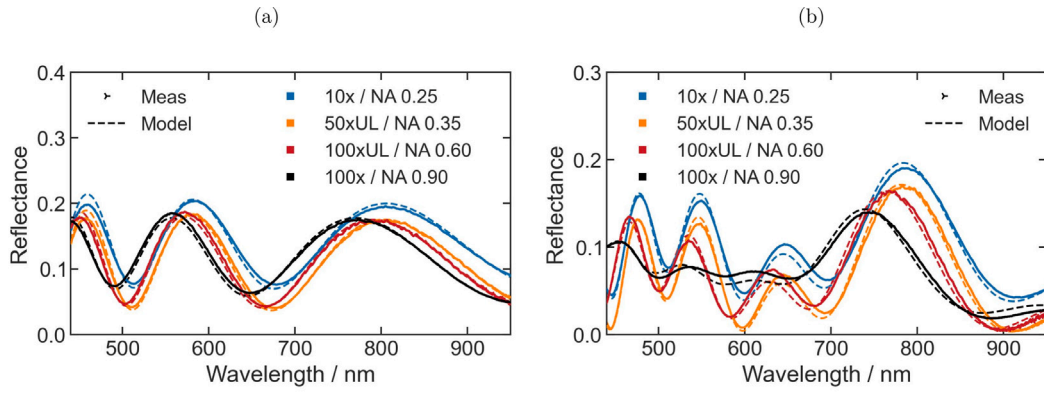 (a)
(b)
0.4
0.3
0.2
0.1
0.0
Reflectance
Meas
Model
10x / NA 0.25
50xUL / NA 0.35
100xUL / NA 0.60
100x / NA 0.90
500 600 700 800 900
Wavelength / nm
0.3
0.2
0.1
0.0
Reflectance
10x / NA 0.25
50xUL / NA 0.35
100xUL / NA 0.60
100x / NA 0.90
Meas
Model
500 600 700 800 900
Wavelength / nm